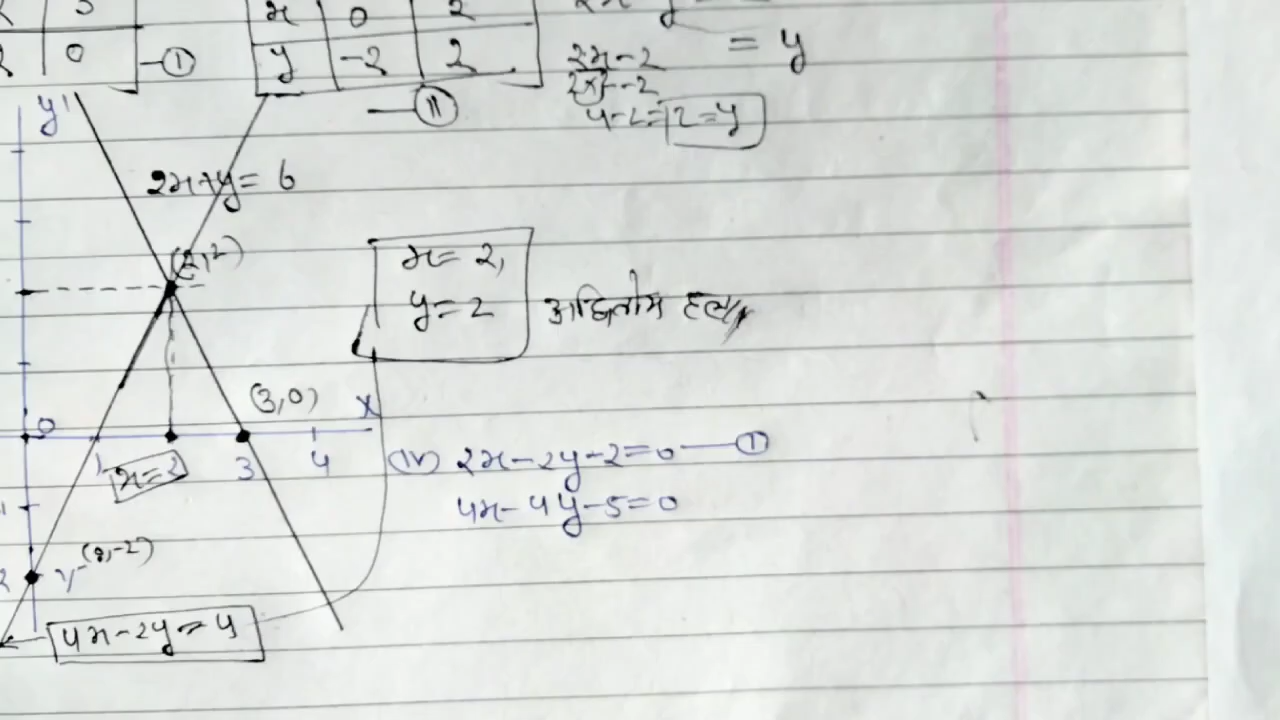 x 0 2
0 y -2 2
—(I)
—(II)
= y
2x-2
4-2= 2=y
y'
2x+y= 6
(2,2)
x= 2,
y= 2 अद्वितीय हल
(3,0)
0 1 x=2 3 4 X
(IV) 2x-2y-2=0 —(I)
4x-4y-5=0
(0,-2)
4x-2y=4